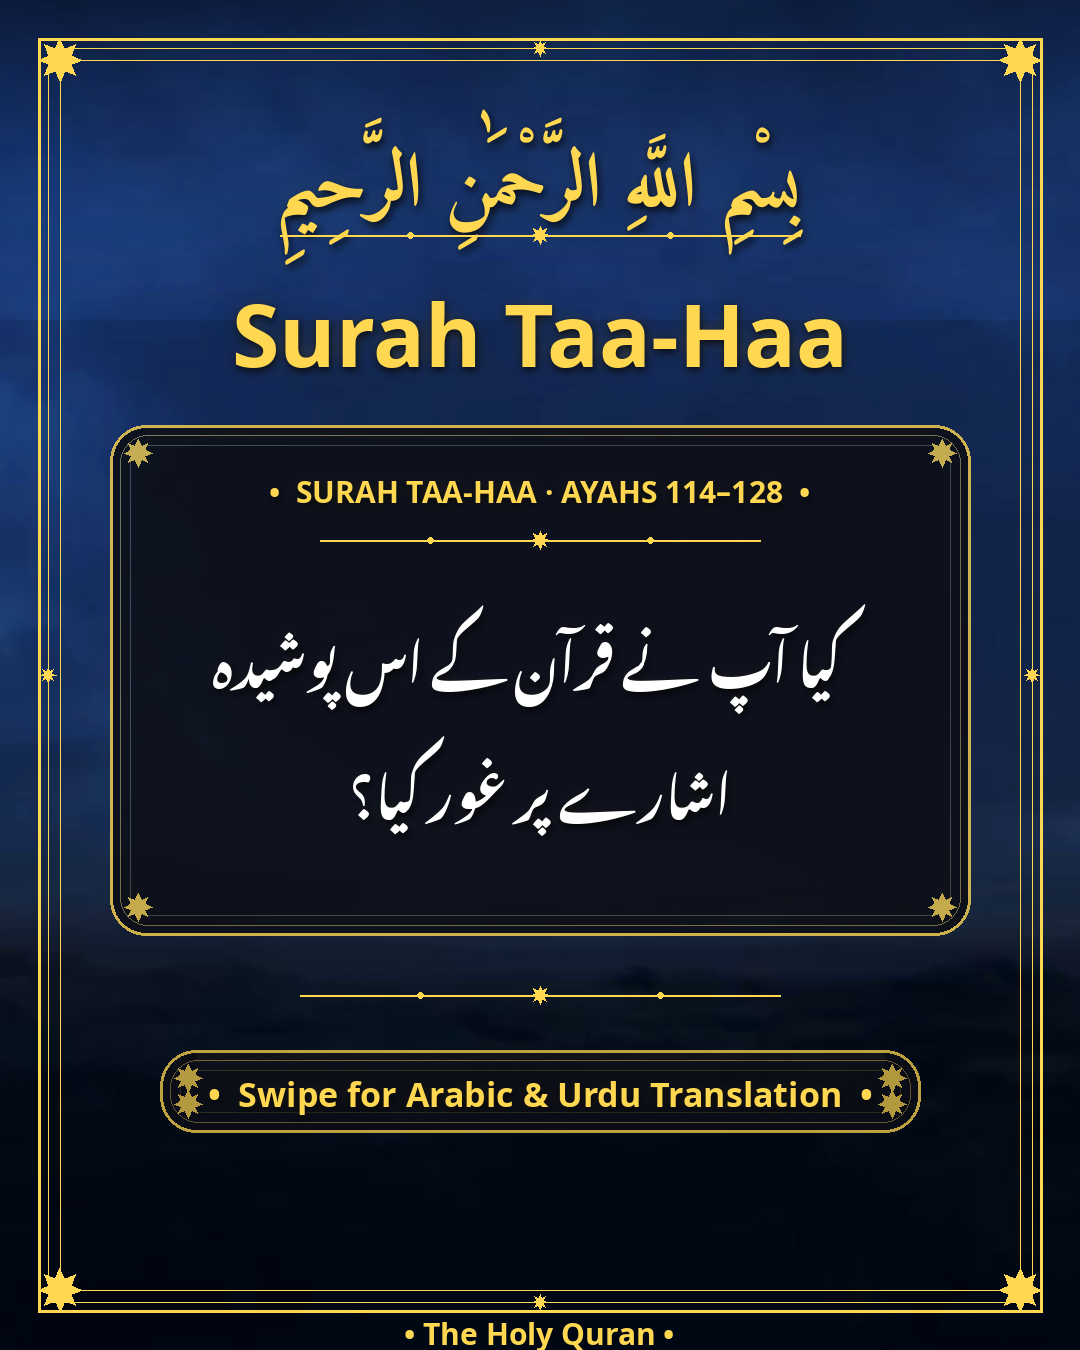 بِسْمِ اللَّهِ الرَّحْمَٰنِ الرَّحِيمِ
Surah Taa-Haa
• SURAH TAA-HAA · AYAHS 114–128 •
کیا آپ نے قرآن کے اس پوشیدہ
اشارے پر غور کیا؟
• Swipe for Arabic & Urdu Translation •
• The Holy Quran •